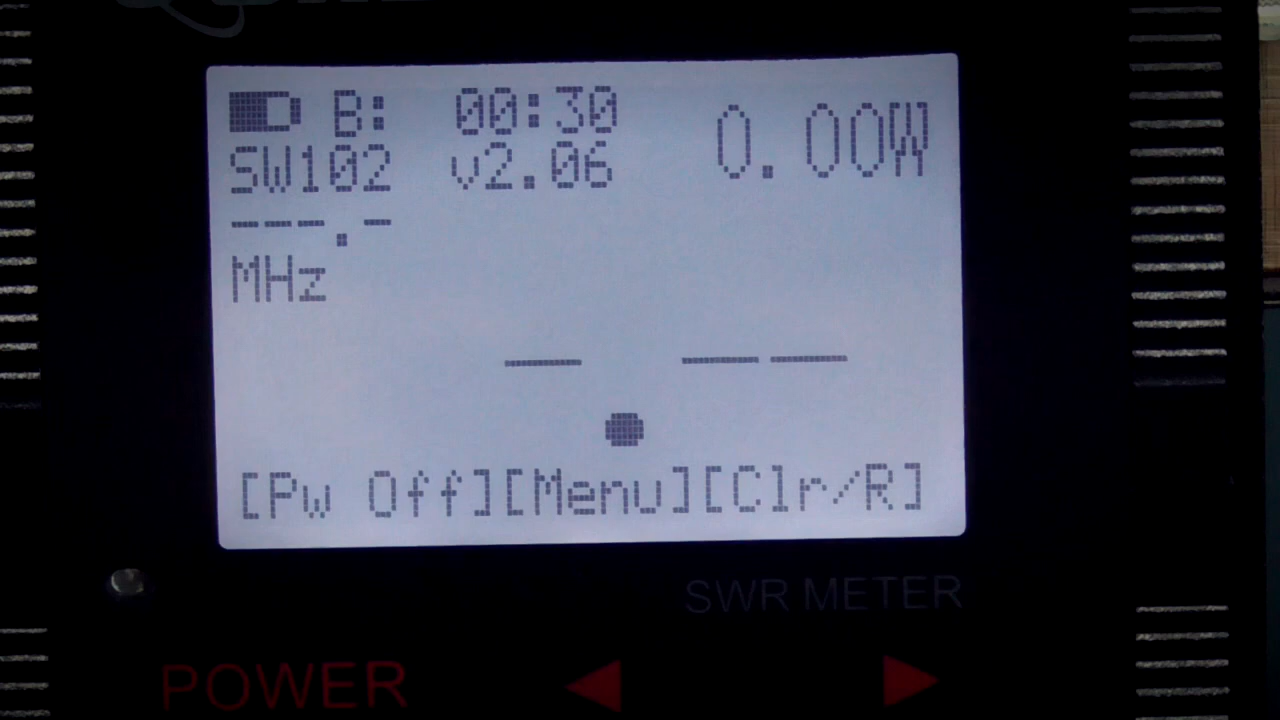 B: 00:30 0.00W
SW102 v2.06
---.-
MHz
- . --
[Pw Off][Menu][Clr/R]
SWR METER
POWER